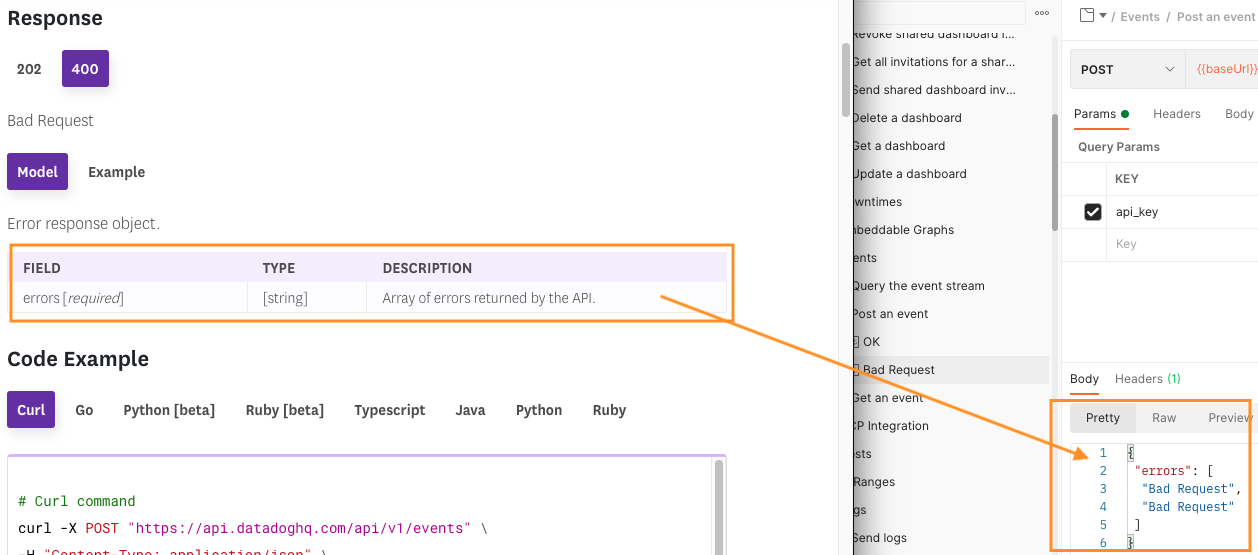 Response
202 400
Bad Request
Model Example
Error response object.
FIELD TYPE DESCRIPTION
errors [required] [string] Array of errors returned by the API.
Code Example
Curl Go Python [beta] Ruby [beta] Typescript Java Python Ruby
# Curl command
curl -X POST "https://api.datadoghq.com/api/v1/events" \
-H "Content-Type: application/json" \
Revoke shared dashboard i...
Get all invitations for a shar...
Send shared dashboard inv...
Delete a dashboard
Get a dashboard
Update a dashboard
wntimes
beddable Graphs
ents
Query the event stream
Post an event
OK
Bad Request
Get an event
CP Integration
sts
Ranges
gs
Send logs
/ Events / Post an event
POST {{baseUrl}}
Params Headers Body
Query Params
KEY
api_key
Key
Body Headers (1)
Pretty Raw Preview
1 {
2 "errors": [
3 "Bad Request",
4 "Bad Request"
5 ]
6 }